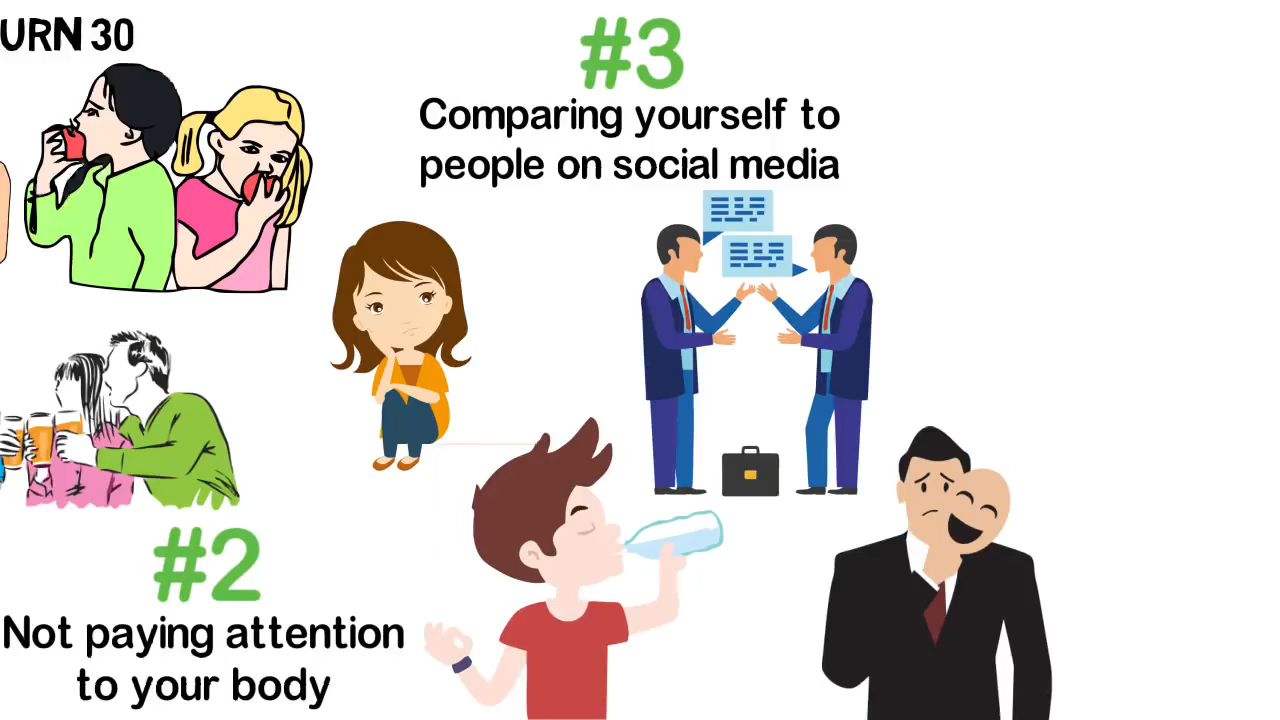 URN 30
#3
Comparing yourself to
people on social media
#2
Not paying attention
to your body